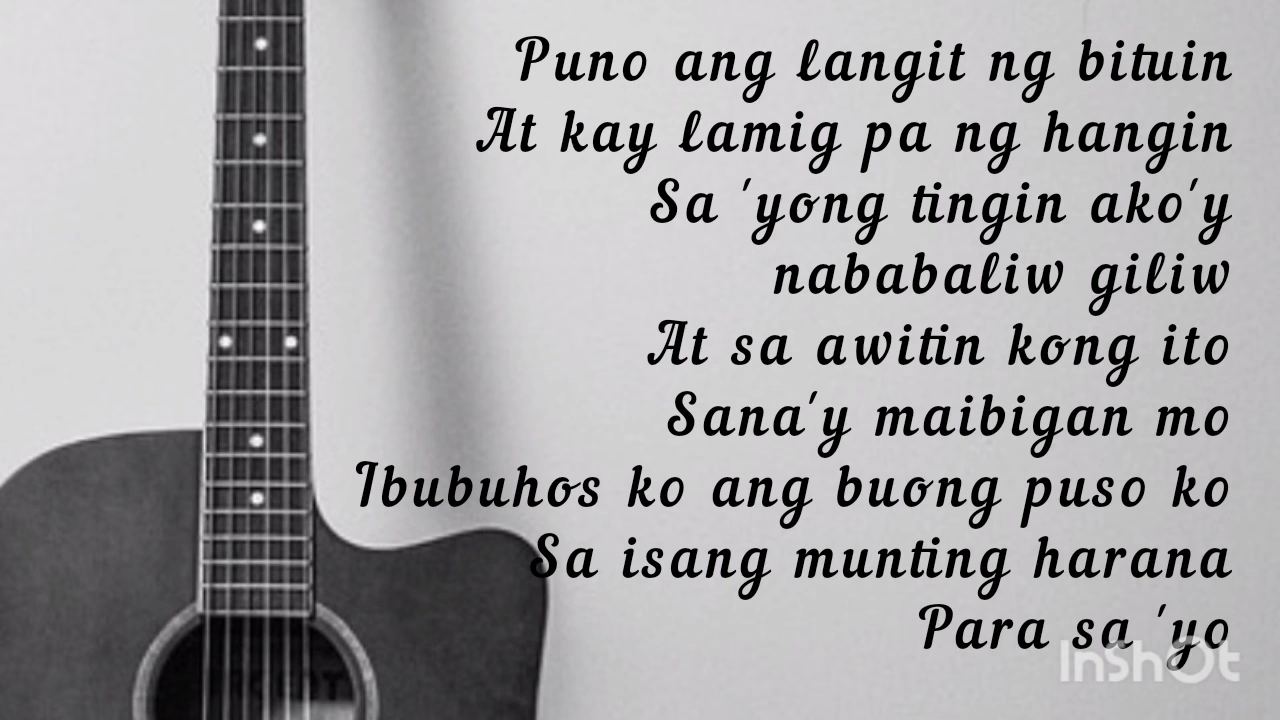 Puno ang langit ng bituin
At kay lamig pa ng hangin
Sa 'yong tingin ako'y
nababaliw giliw
At sa awitin kong ito
Sana'y maibigan mo
Ibubuhos ko ang buong puso ko
Sa isang munting harana
Para sa 'yo
InShOt